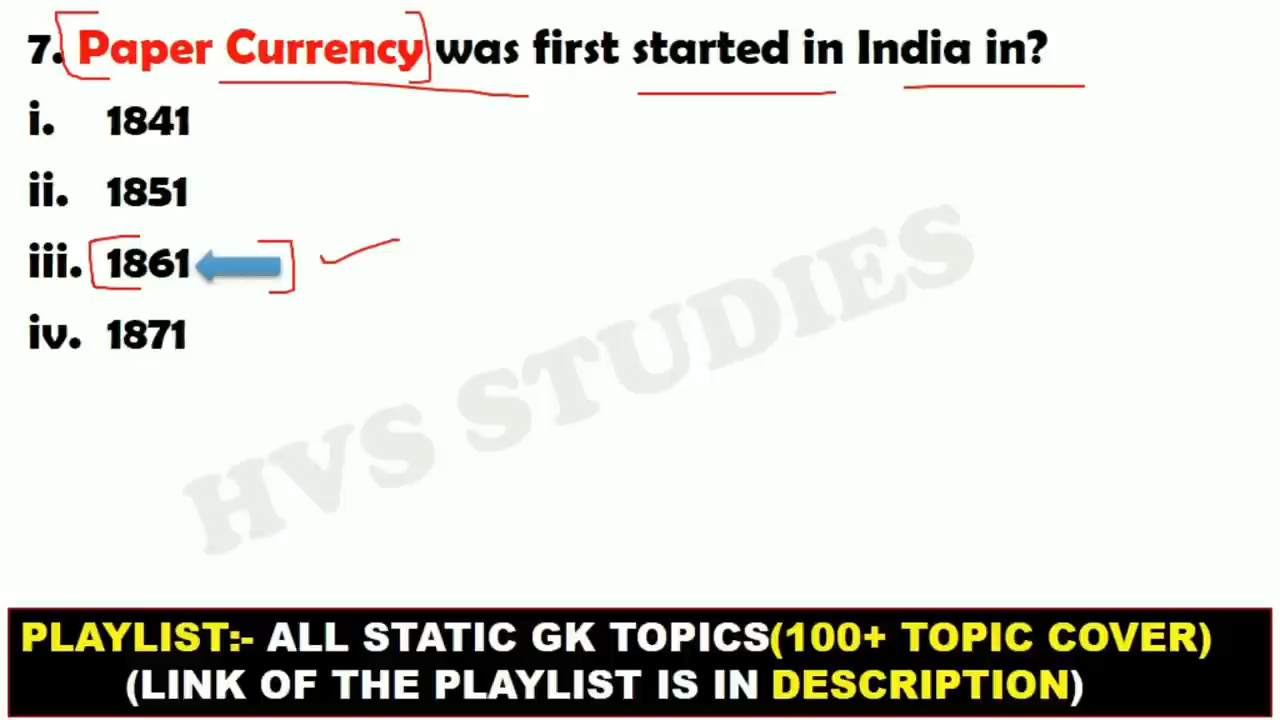 7. Paper Currency was first started in India in?
i. 1841
ii. 1851
iii. 1861
iv. 1871
HVS STUDIES
PLAYLIST:- ALL STATIC GK TOPICS(100+ TOPIC COVER)
(LINK OF THE PLAYLIST IS IN DESCRIPTION)